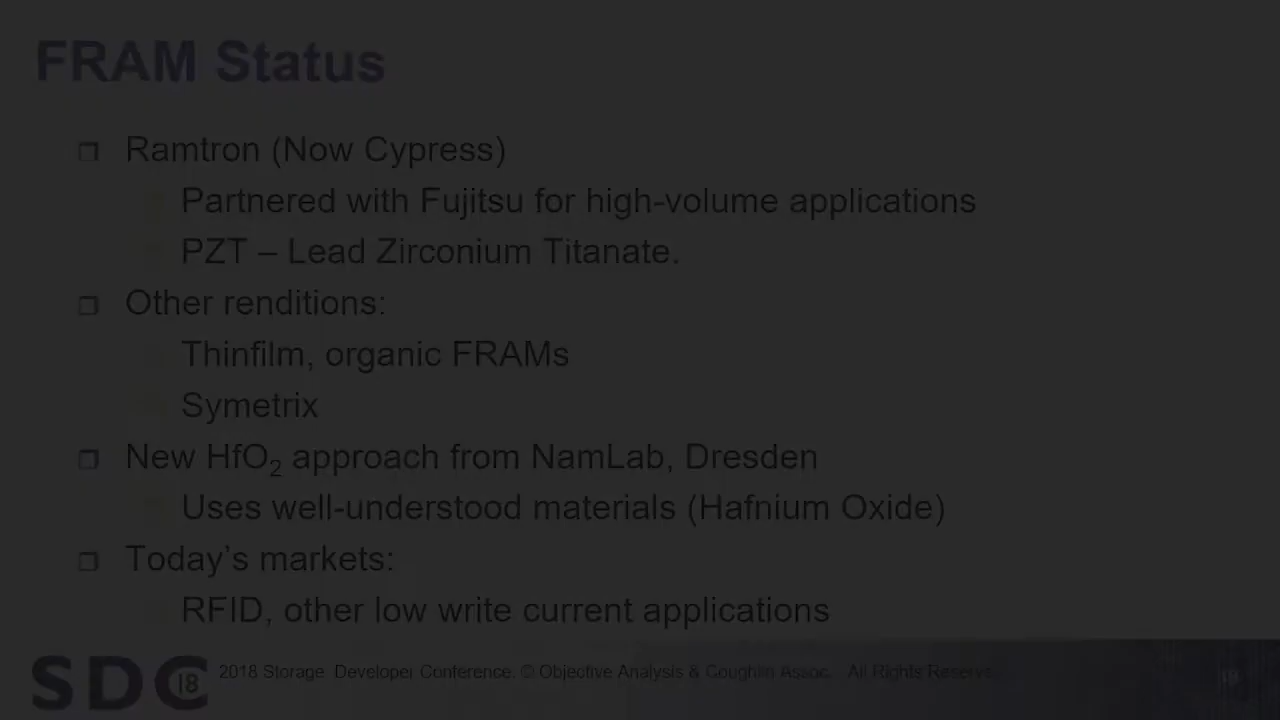 FRAM Status
Ramtron (Now Cypress)
Partnered with Fujitsu for high-volume applications
PZT – Lead Zirconium Titanate.
Other renditions:
Thinfilm, organic FRAMs
Symetrix
New HfO₂ approach from NamLab, Dresden
Uses well-understood materials (Hafnium Oxide)
Today’s markets:
RFID, other low write current applications
SDC 18
2018 Storage Developer Conference. © Objective Analysis & Coughlin Assoc. All Rights